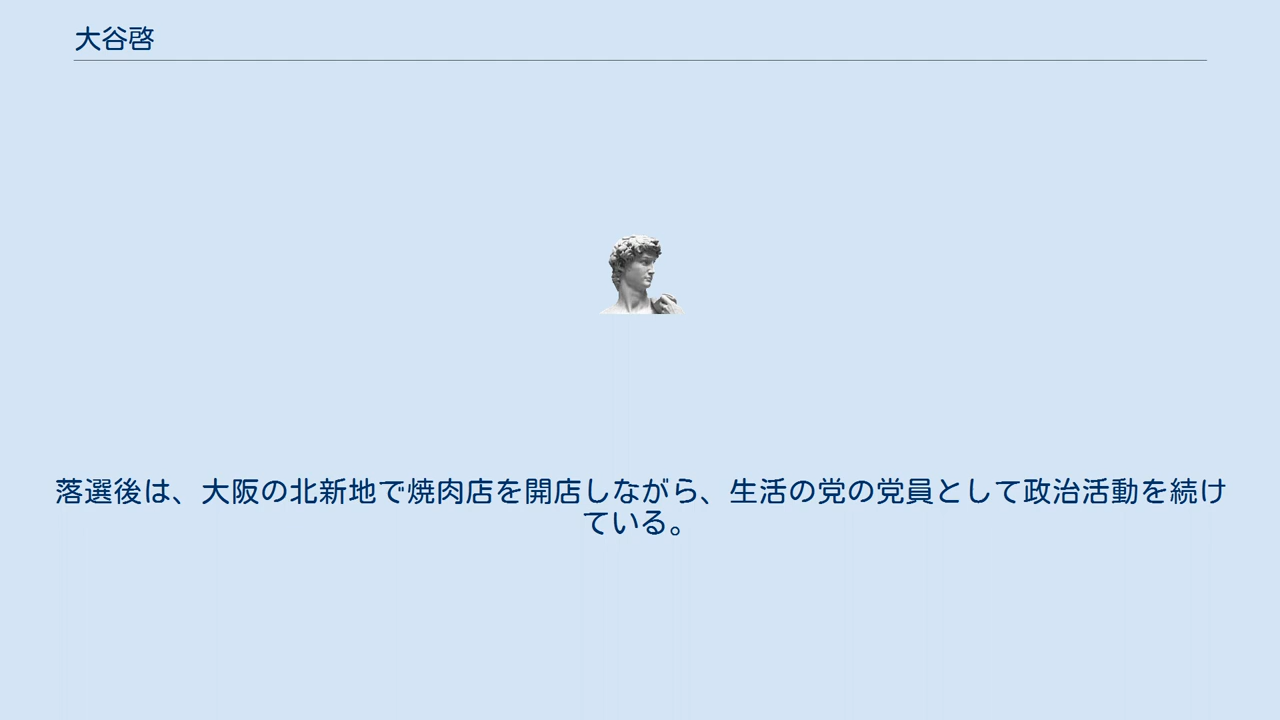 大谷啓
落選後は、大阪の北新地で焼肉店を開店しながら、生活の党の党員として政治活動を続け
ている。